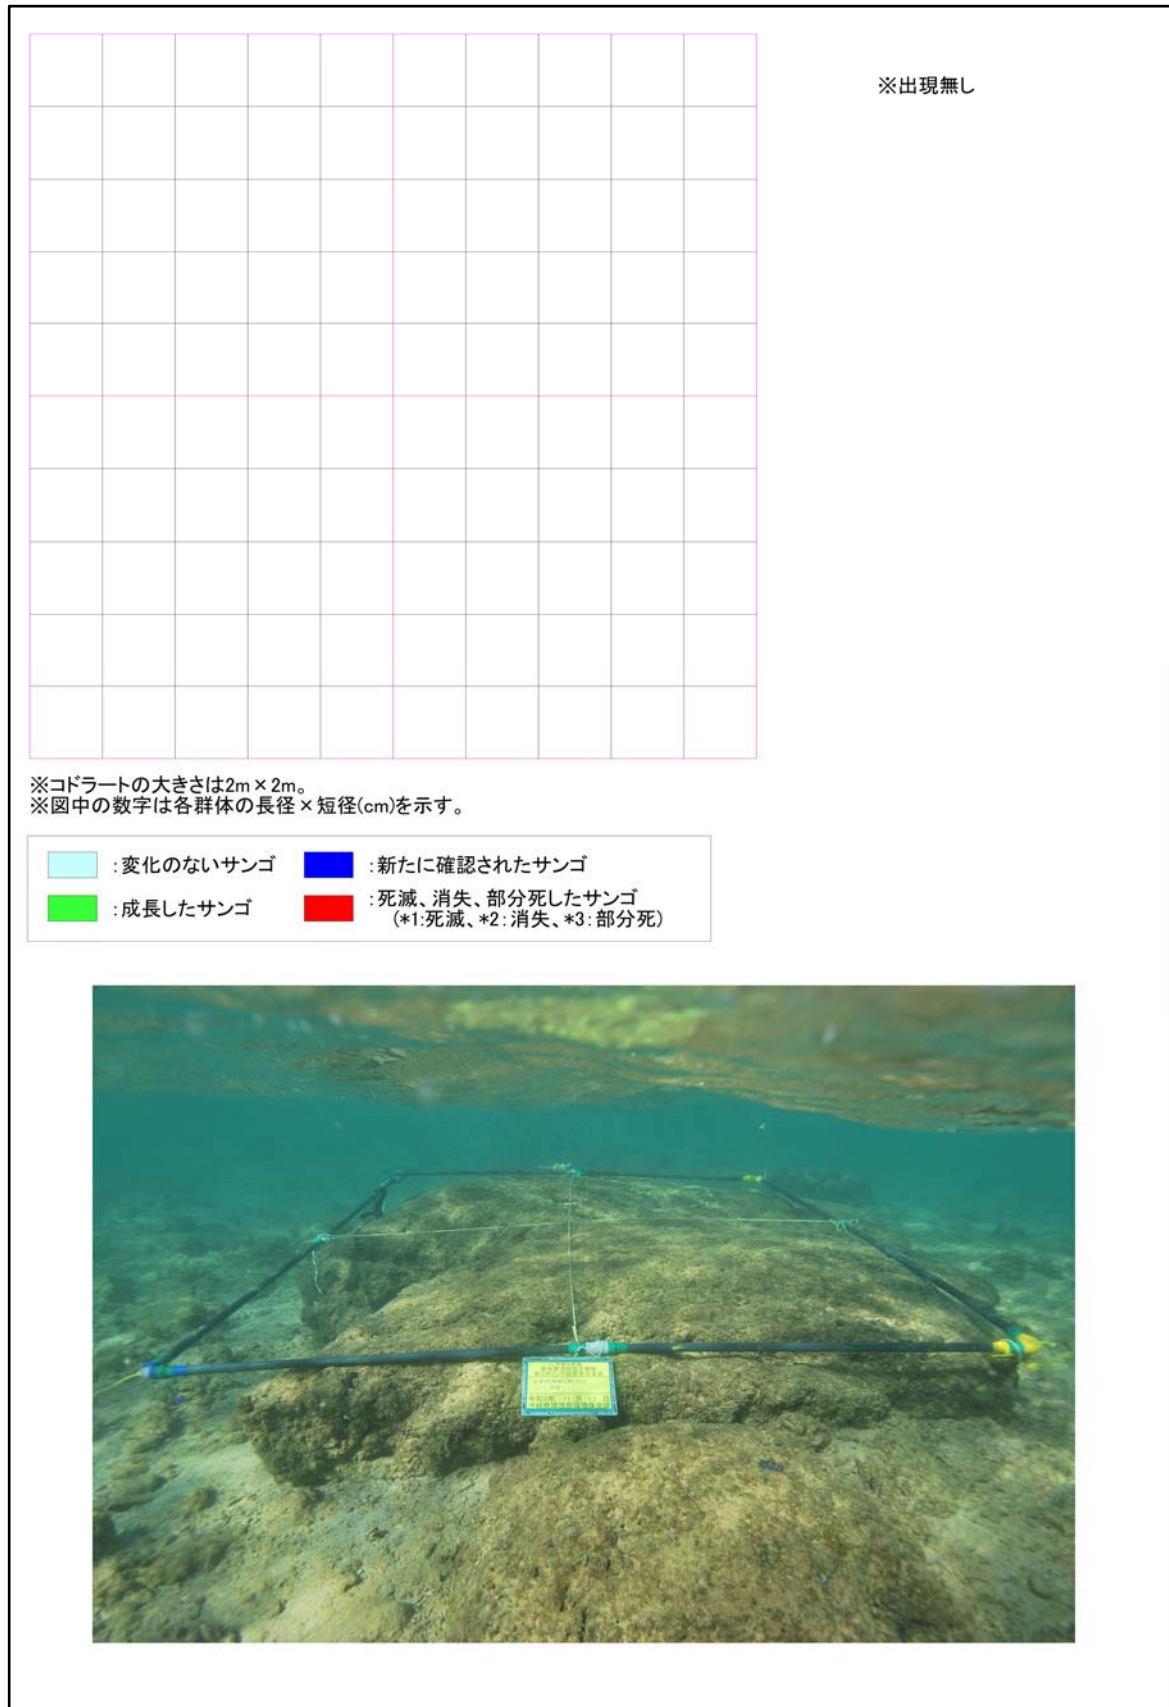 ※出現無し
※コドラートの大きさは2m×2m。
※図中の数字は各群体の長径×短径(cm)を示す。
:変化のないサンゴ
:新たに確認されたサンゴ
:成長したサンゴ
:死滅、消失、部分死したサンゴ
(*1:死滅、*2:消失、*3:部分死)